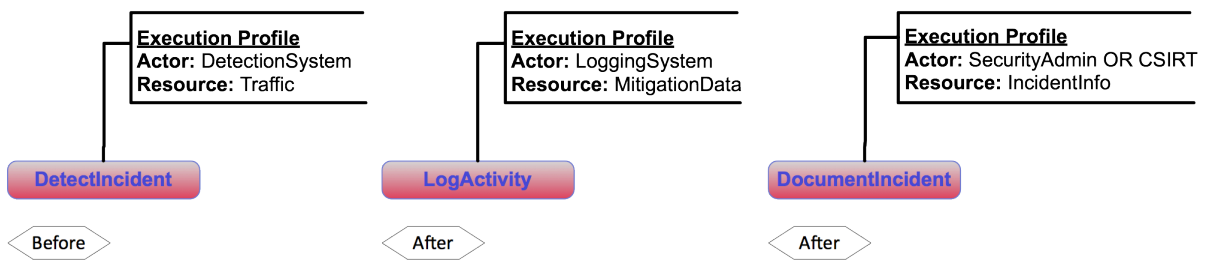 Execution Profile
Actor: DetectionSystem
Resource: Traffic
DetectIncident
Before
Execution Profile
Actor: LoggingSystem
Resource: MitigationData
LogActivity
After
Execution Profile
Actor: SecurityAdmin OR CSIRT
Resource: IncidentInfo
DocumentIncident
After